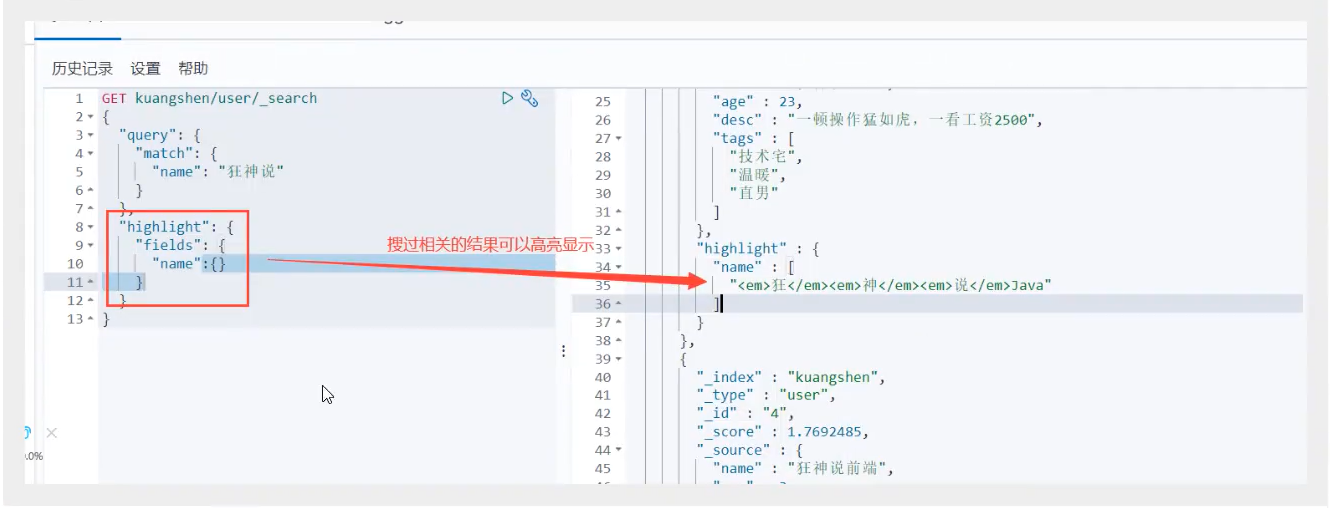 历史记录 设置 帮助
1 GET kuangshen/user/_search
2 {
3 "query": {
4 "match": {
5 "name": "狂神说"
6 }
7 },
8 "highlight": {
9 "fields": {
10 "name":{}
11 }
12 }
13 }
搜过相关的结果可以高亮显示
25 "age" : 23,
26 "desc" : "一顿操作猛如虎，一看工资2500",
27 "tags" : [
28 "技术宅",
29 "温暖",
30 "直男"
31 ]
32 },
33 "highlight" : {
34 "name" : [
35 "<em>狂</em><em>神</em><em>说</em>Java"
36 ]
37 }
38 },
39 {
40 "_index" : "kuangshen",
41 "_type" : "user",
42 "_id" : "4",
43 "_score" : 1.7692485,
44 "_source" : {
45 "name" : "狂神说前端",